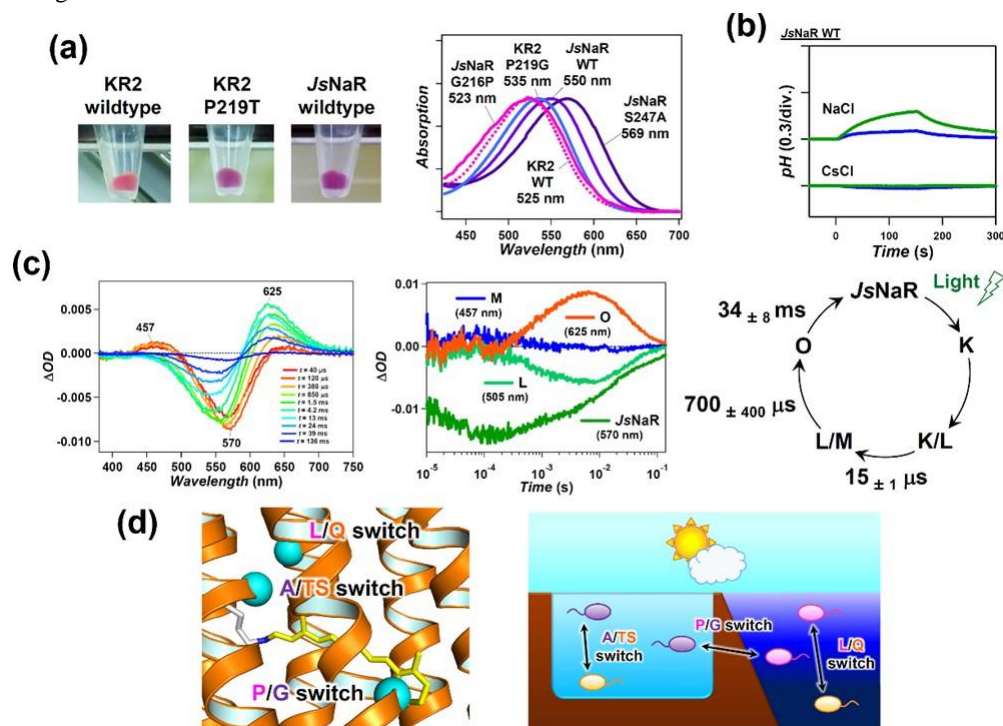 (a)
KR2
wildtype
KR2
P219T
JsNaR
wildtype
Absorption
JsNaR
G216P
523 nm
KR2
P219G
535 nm
JsNaR
WT
550 nm
JsNaR
S247A
569 nm
KR2
WT
525 nm
450 500 550 600 650 700
Wavelength (nm)
(b)
JsNaR WT
pH (0.3/div.)
NaCl
CsCl
0 100 200 300
Time (s)
(c)
ΔOD
0.005
0.000
-0.005
-0.010
457
625
570
t = 40 μs
t = 120 μs
t = 380 μs
t = 850 μs
t = 1.5 ms
t = 4.2 ms
t = 13 ms
t = 24 ms
t = 39 ms
t = 136 ms
400 450 500 550 600 650 700 750
Wavelength (nm)
ΔOD
0.01
0.00
-0.01
M
(457 nm)
O
(625 nm)
L
(505 nm)
JsNaR
(570 nm)
10-5 10-4 10-3 10-2 10-1
Time (s)
Light
JsNaR
34 ± 8 ms
O
K
700 ± 400 μs
L/M
K/L
15 ± 1 μs
(d)
L/Q switch
A/TS switch
P/G switch
A/TS
switch
P/G switch
L/Q
switch